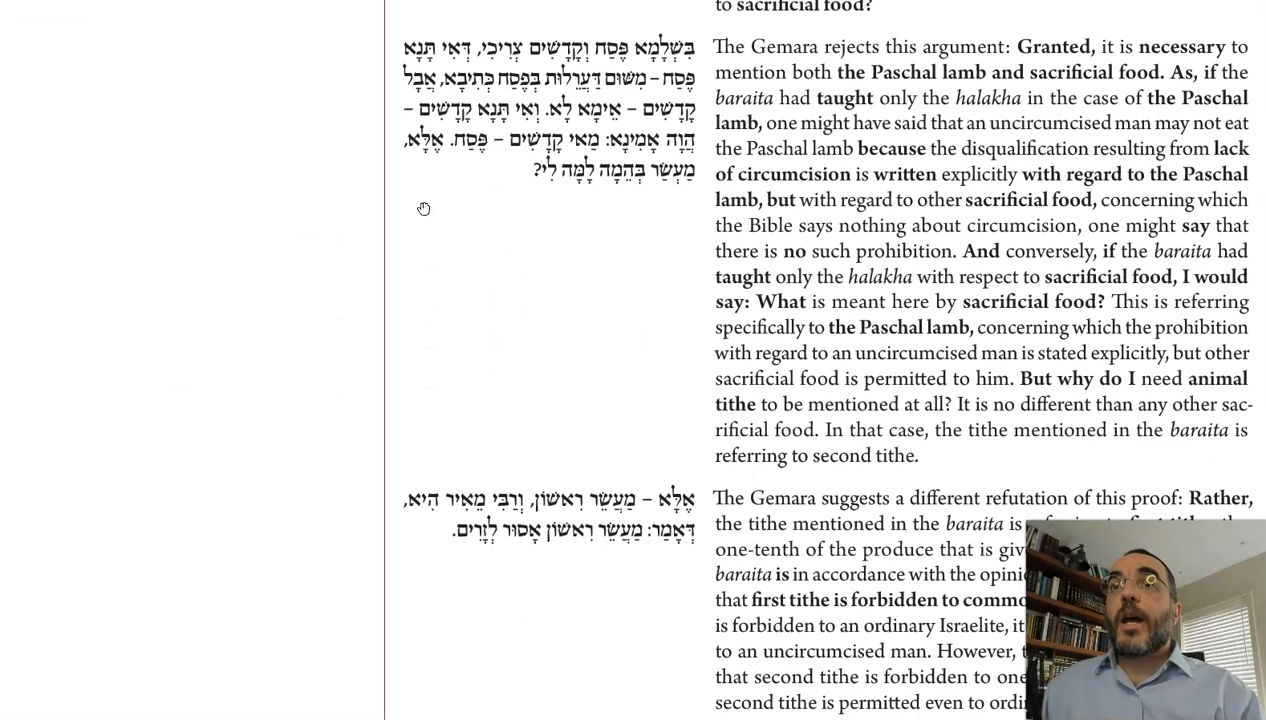 to sacrificial food?
בִּשְׁלָמָא פֶּסַח וְקָדָשִׁים צְרִיכִי, דְּאִי תָּנָא
פֶּסַח – מִשּׁוּם דַּעֲרֵלוּת בְּפֶסַח כְּתִיבָא, אֲבָל
קָדָשִׁים – אֵימָא לָא. וְאִי תָּנָא קָדָשִׁים –
הֲוָה אָמֵינָא: מַאי קָדָשִׁים – פֶּסַח. אֶלָּא,
מַעְשַׂר בְּהֵמָה לָמָּה לִי?
The Gemara rejects this argument: Granted, it is necessary to
mention both the Paschal lamb and sacrificial food. As, if the
baraita had taught only the halakha in the case of the Paschal
lamb, one might have said that an uncircumcised man may not eat
the Paschal lamb because the disqualification resulting from lack
of circumcision is written explicitly with regard to the Paschal
lamb, but with regard to other sacrificial food, concerning which
the Bible says nothing about circumcision, one might say that
there is no such prohibition. And conversely, if the baraita had
taught only the halakha with respect to sacrificial food, I would
say: What is meant here by sacrificial food? This is referring
specifically to the Paschal lamb, concerning which the prohibition
with regard to an uncircumcised man is stated explicitly, but other
sacrificial food is permitted to him. But why do I need animal
tithe to be mentioned at all? It is no different than any other sac-
rificial food. In that case, the tithe mentioned in the baraita is
referring to second tithe.
אֶלָּא – מַעֲשֵׂר רִאשׁוֹן, וְרַבִּי מֵאִיר הִיא,
דְּאָמַר: מַעֲשֵׂר רִאשׁוֹן אָסוּר לְזָרִים.
The Gemara suggests a different refutation of this proof: Rather,
the tithe mentioned in the baraita is
one-tenth of the produce that is giv
baraita is in accordance with the opini
that first tithe is forbidden to commo
is forbidden to an ordinary Israelite, it
to an uncircumcised man. However, t
that second tithe is forbidden to one
second tithe is permitted even to ordi